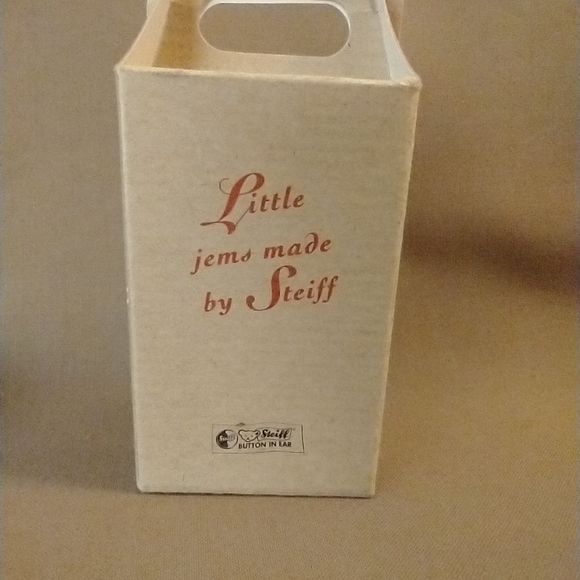 Little
jems made
by Steiff
Steiff
BUTTON IN EAR